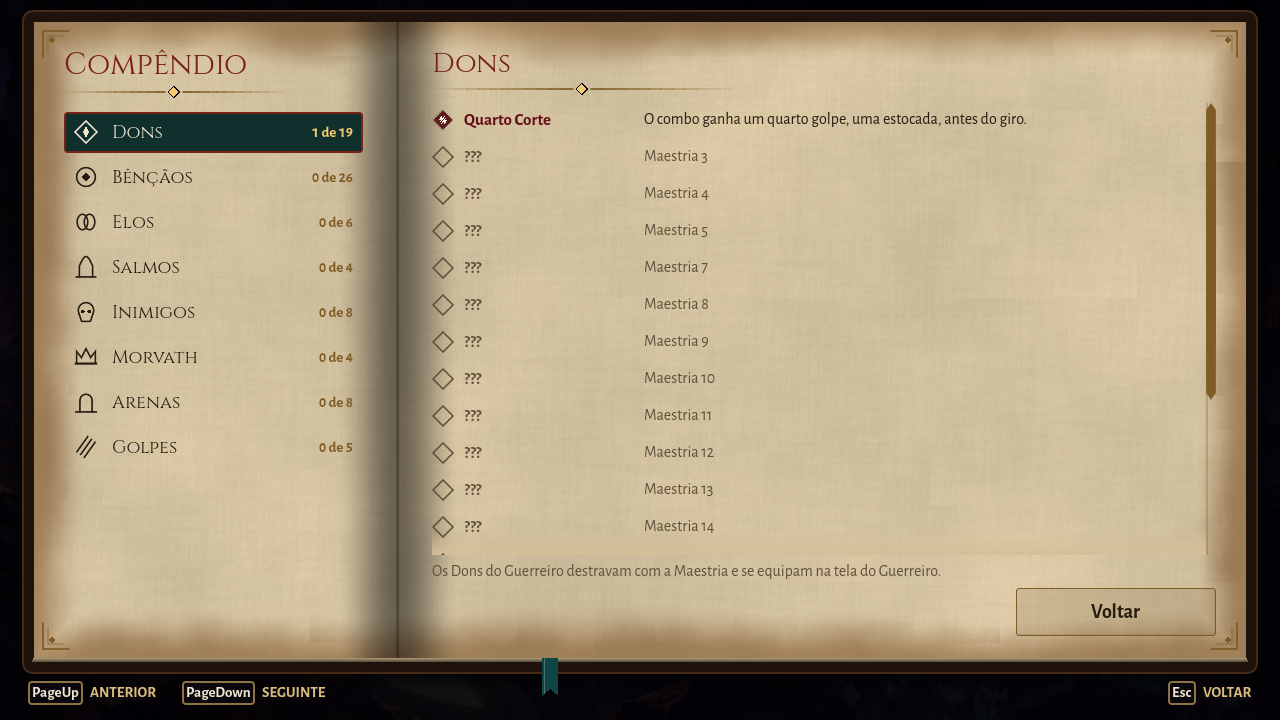 Compêndio
Dons 1 de 19
Bênçãos 0 de 26
Elos 0 de 6
Salmos 0 de 4
Inimigos 0 de 8
Morvath 0 de 4
Arenas 0 de 8
Golpes 0 de 5
Dons
Quarto Corte O combo ganha um quarto golpe, uma estocada, antes do giro.
??? Maestria 3
??? Maestria 4
??? Maestria 5
??? Maestria 7
??? Maestria 8
??? Maestria 9
??? Maestria 10
??? Maestria 11
??? Maestria 12
??? Maestria 13
??? Maestria 14
Os Dons do Guerreiro destravam com a Maestria e se equipam na tela do Guerreiro.
Voltar
PageUp ANTERIOR PageDown SEGUINTE Esc VOLTAR